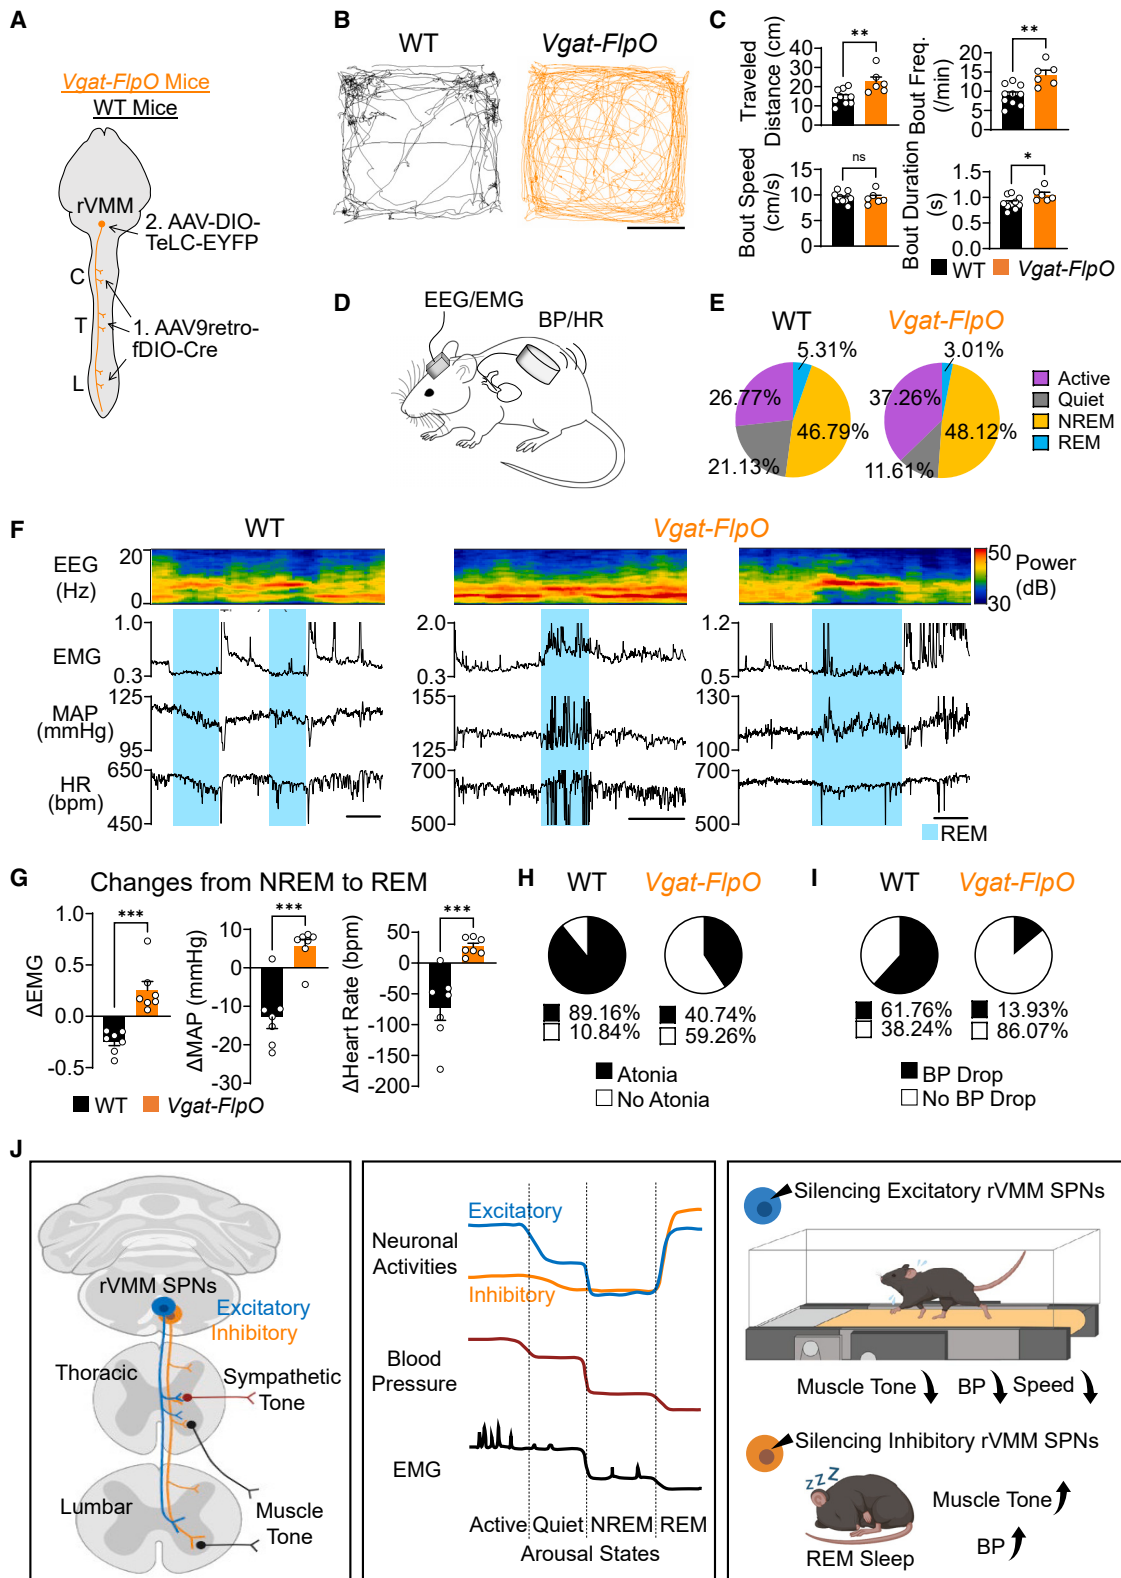 A
Vgat-FlpO Mice
WT Mice
rVMM
2. AAV-DIO-
TeLC-EYFP
C
T
1. AAV9retro-
fDIO-Cre
L
B
WT
Vgat-FlpO
C
Traveled
Distance (cm)
40
30
20
10
0
**
Bout Freq.
(/min)
20
15
10
5
0
**
Bout Speed
(cm/s)
20
15
10
5
0
ns
Bout Duration
(s)
1.5
1.0
0.5
0.0
*
WT
Vgat-FlpO
D
EEG/EMG
BP/HR
E
WT
Vgat-FlpO
5.31%
26.77%
46.79%
21.13%
3.01%
37.26%
48.12%
11.61%
Active
Quiet
NREM
REM
F
WT
Vgat-FlpO
EEG
(Hz)
20
0
50
30
Power
(dB)
EMG
1.0
0.3
2.0
0.3
1.2
0.5
MAP
(mmHg)
125
95
155
125
130
100
HR
(bpm)
650
450
700
500
700
500
REM
G
Changes from NREM to REM
ΔEMG
1.0
0.5
0.0
-0.5
***
ΔMAP (mmHg)
10
0
-10
-20
-30
***
ΔHeart Rate (bpm)
50
0
-50
-100
-150
-200
***
WT
Vgat-FlpO
H
WT
Vgat-FlpO
89.16%
10.84%
40.74%
59.26%
Atonia
No Atonia
I
WT
Vgat-FlpO
61.76%
38.24%
13.93%
86.07%
BP Drop
No BP Drop
J
rVMM SPNs
Excitatory
Inhibitory
Thoracic
Sympathetic
Tone
Lumbar
Muscle
Tone
Excitatory
Neuronal
Activities
Inhibitory
Blood
Pressure
EMG
Active
Quiet
NREM
REM
Arousal States
Silencing Excitatory rVMM SPNs
Muscle Tone
BP
Speed
Silencing Inhibitory rVMM SPNs
zzz
Muscle Tone
BP
REM Sleep